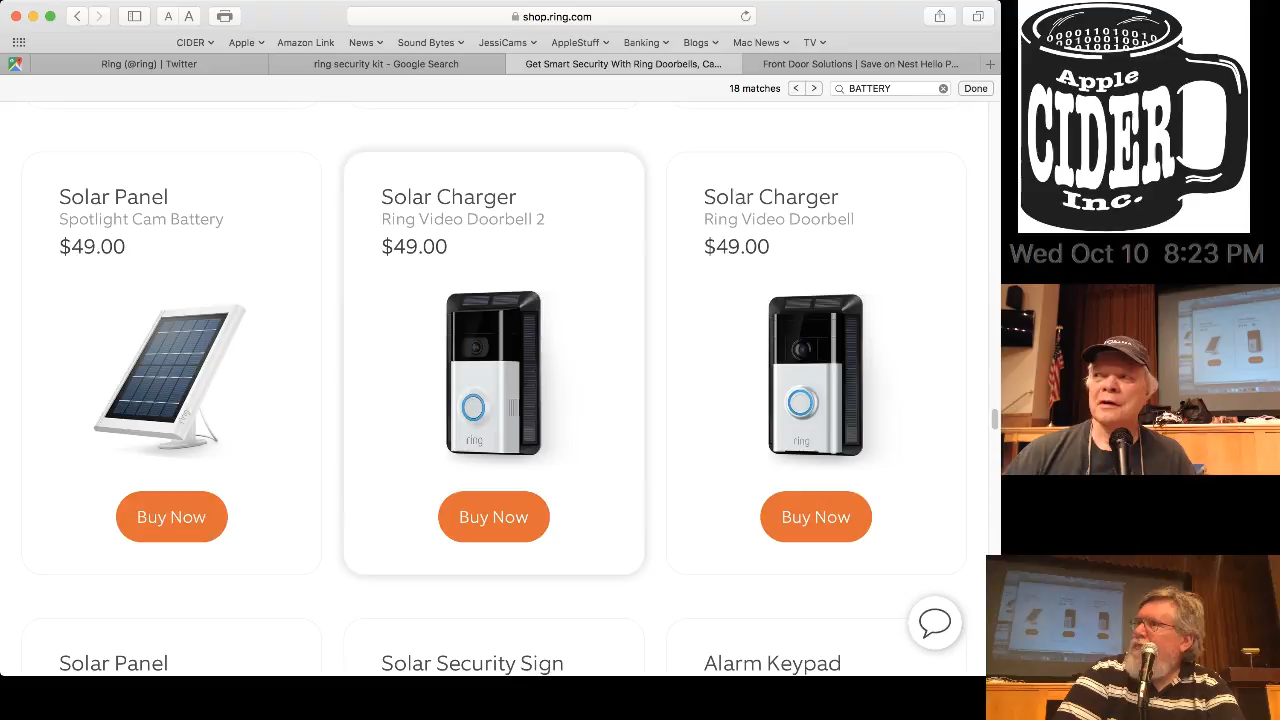 shop.ring.com
A A
CIDER Apple Amazon Link News Sound Bytes JessiCams AppleStuff Banking Blogs Mac News TV
Ring (@ring) | Twitter
ring security kit - Google Search
Get Smart Security With Ring Doorbells, Ca...
Front Door Solutions | Save on Nest Hello P...
18 matches
BATTERY
Done
Solar Panel
Spotlight Cam Battery
$49.00
ring
Buy Now
Solar Charger
Ring Video Doorbell 2
$49.00
ring
Buy Now
Solar Charger
Ring Video Doorbell
$49.00
ring
Buy Now
Solar Panel
Solar Security Sign
Alarm Keypad
Apple
CIDER
Inc.
Wed Oct 10 8:23 PM